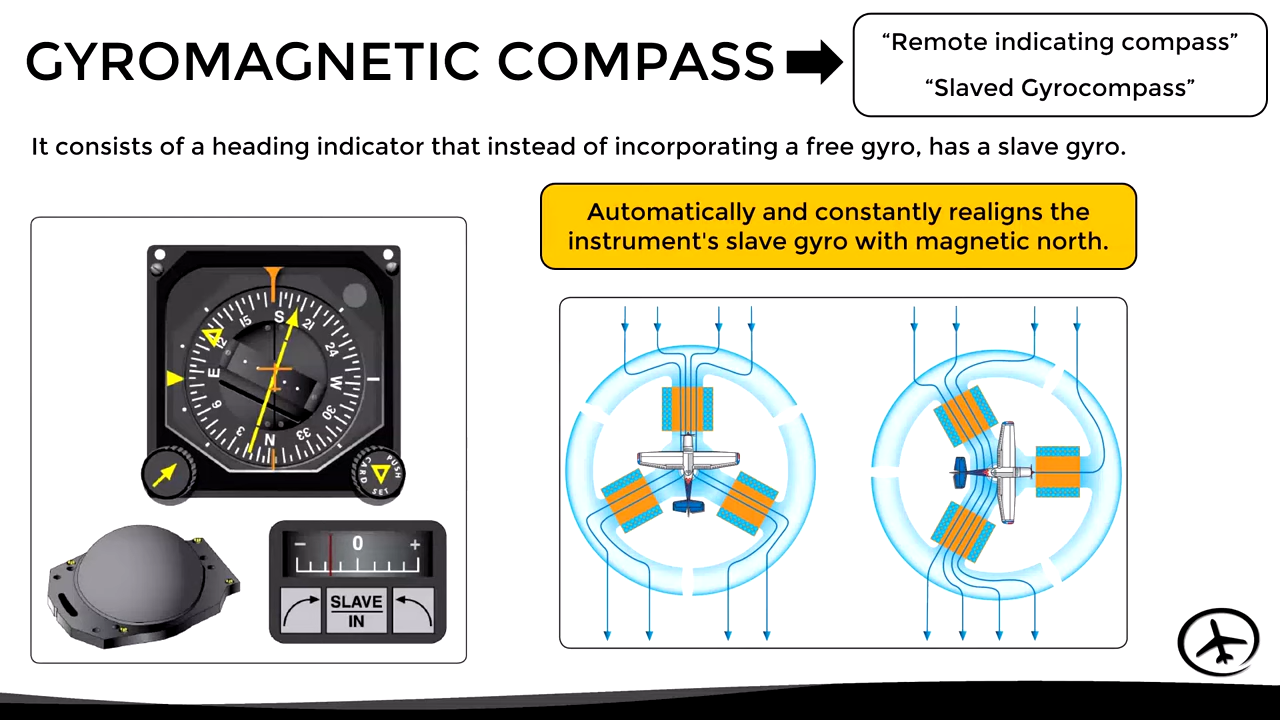 GYROMAGNETIC COMPASS
“Remote indicating compass”
“Slaved Gyrocompass”
It consists of a heading indicator that instead of incorporating a free gyro, has a slave gyro.
Automatically and constantly realigns the
instrument's slave gyro with magnetic north.
S
21
24
W
30
33
N
3
6
E
12
15
PUSH
CARD
SET
− 0 +
SLAVE
IN